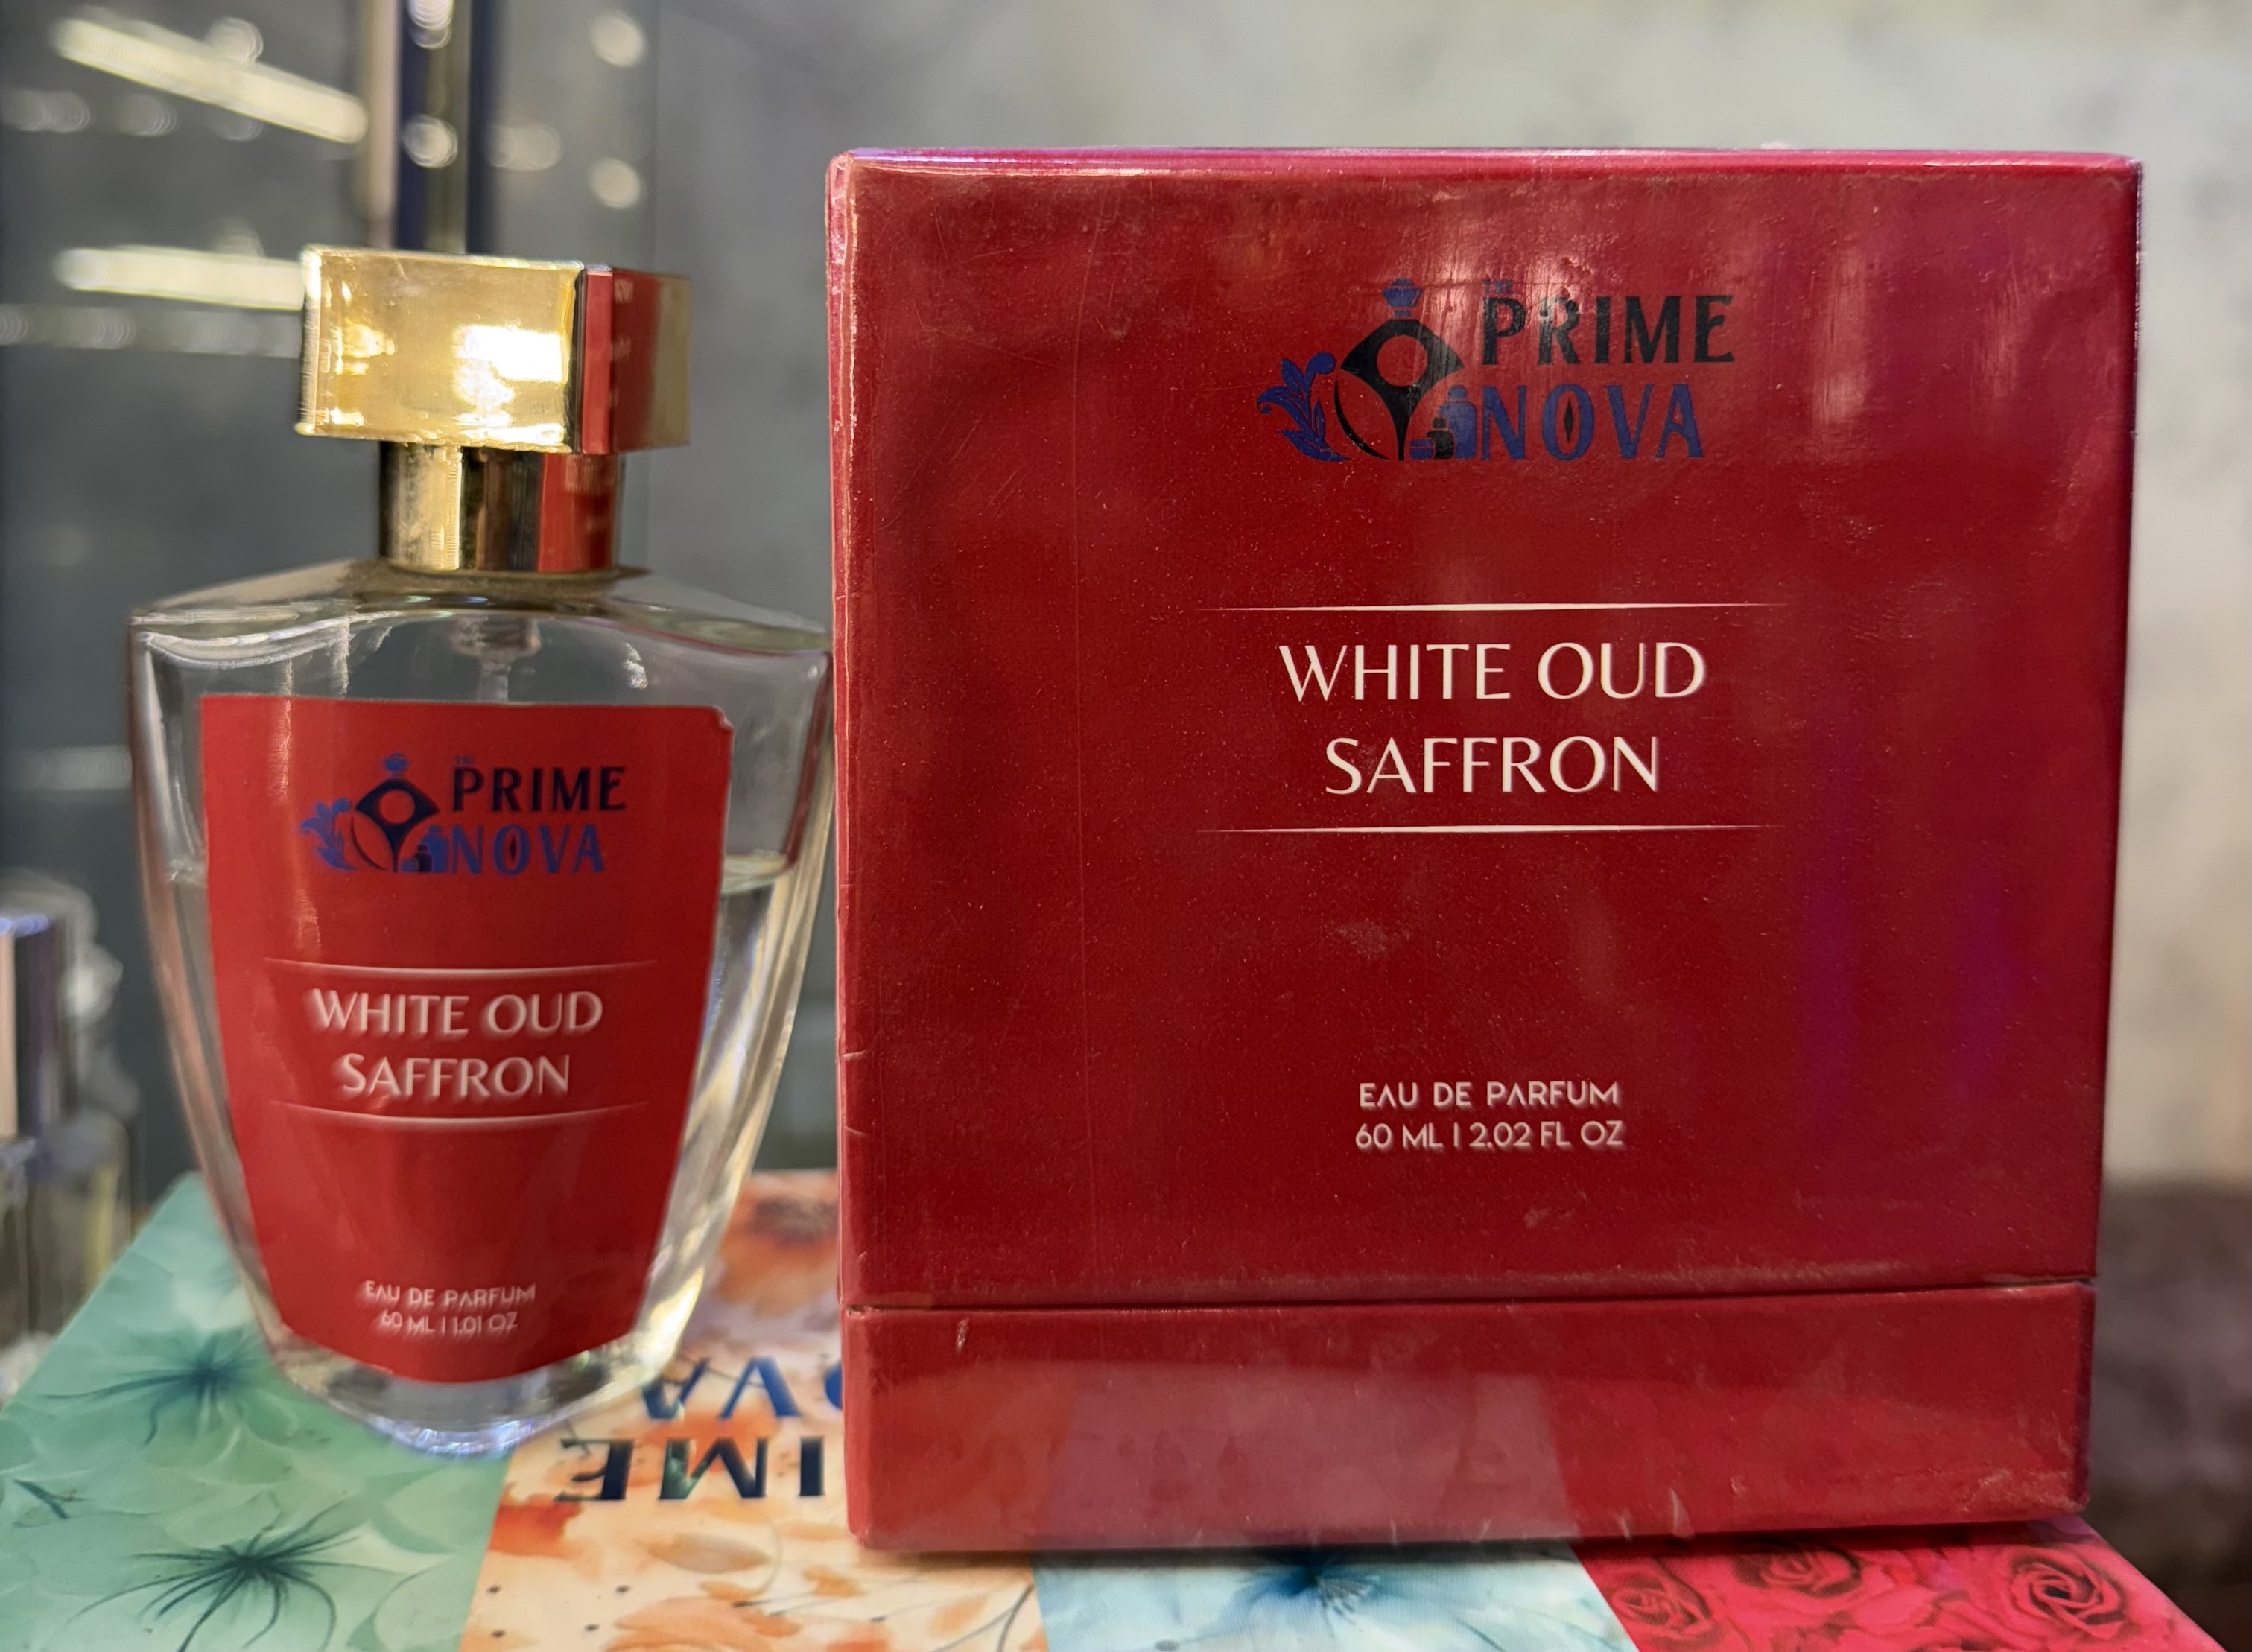 THE
PRIME
NOVA
WHITE OUD
SAFFRON
EAU DE PARFUM
60 ML | 1.01 OZ
THE
PRIME
NOVA
WHITE OUD
SAFFRON
EAU DE PARFUM
60 ML | 2.02 FL OZ